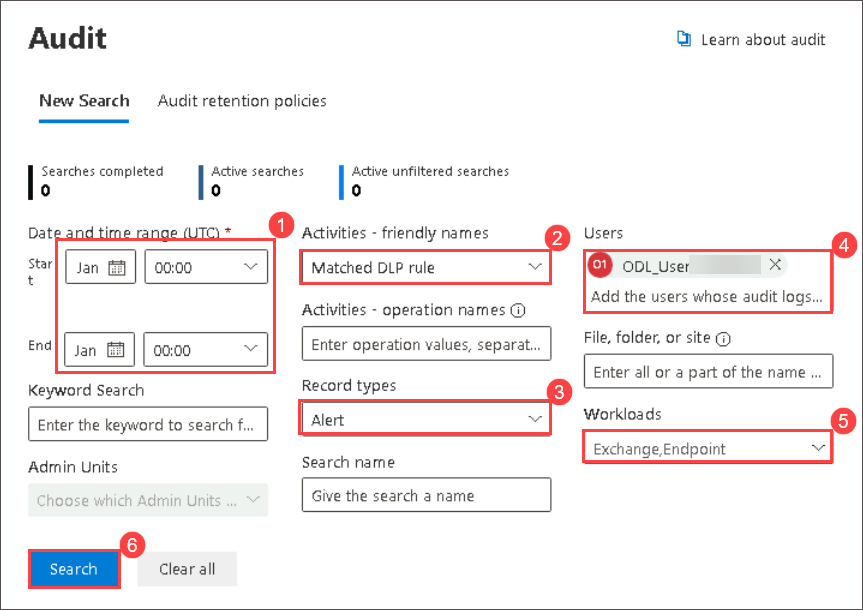 Audit
Learn about audit
New Search
Audit retention policies
Searches completed
0
Active searches
0
Active unfiltered searches
0
Date and time range (UTC) *
1
Star
t
Jan
00:00
End
Jan
00:00
Keyword Search
Enter the keyword to search f...
Admin Units
Choose which Admin Units ...
Activities - friendly names
2
Matched DLP rule
Activities - operation names
Enter operation values, separat...
Record types
3
Alert
Search name
Give the search a name
Users
4
01
ODL_User
Add the users whose audit logs...
File, folder, or site
Enter all or a part of the name ...
Workloads
5
Exchange,Endpoint
6
Search
Clear all